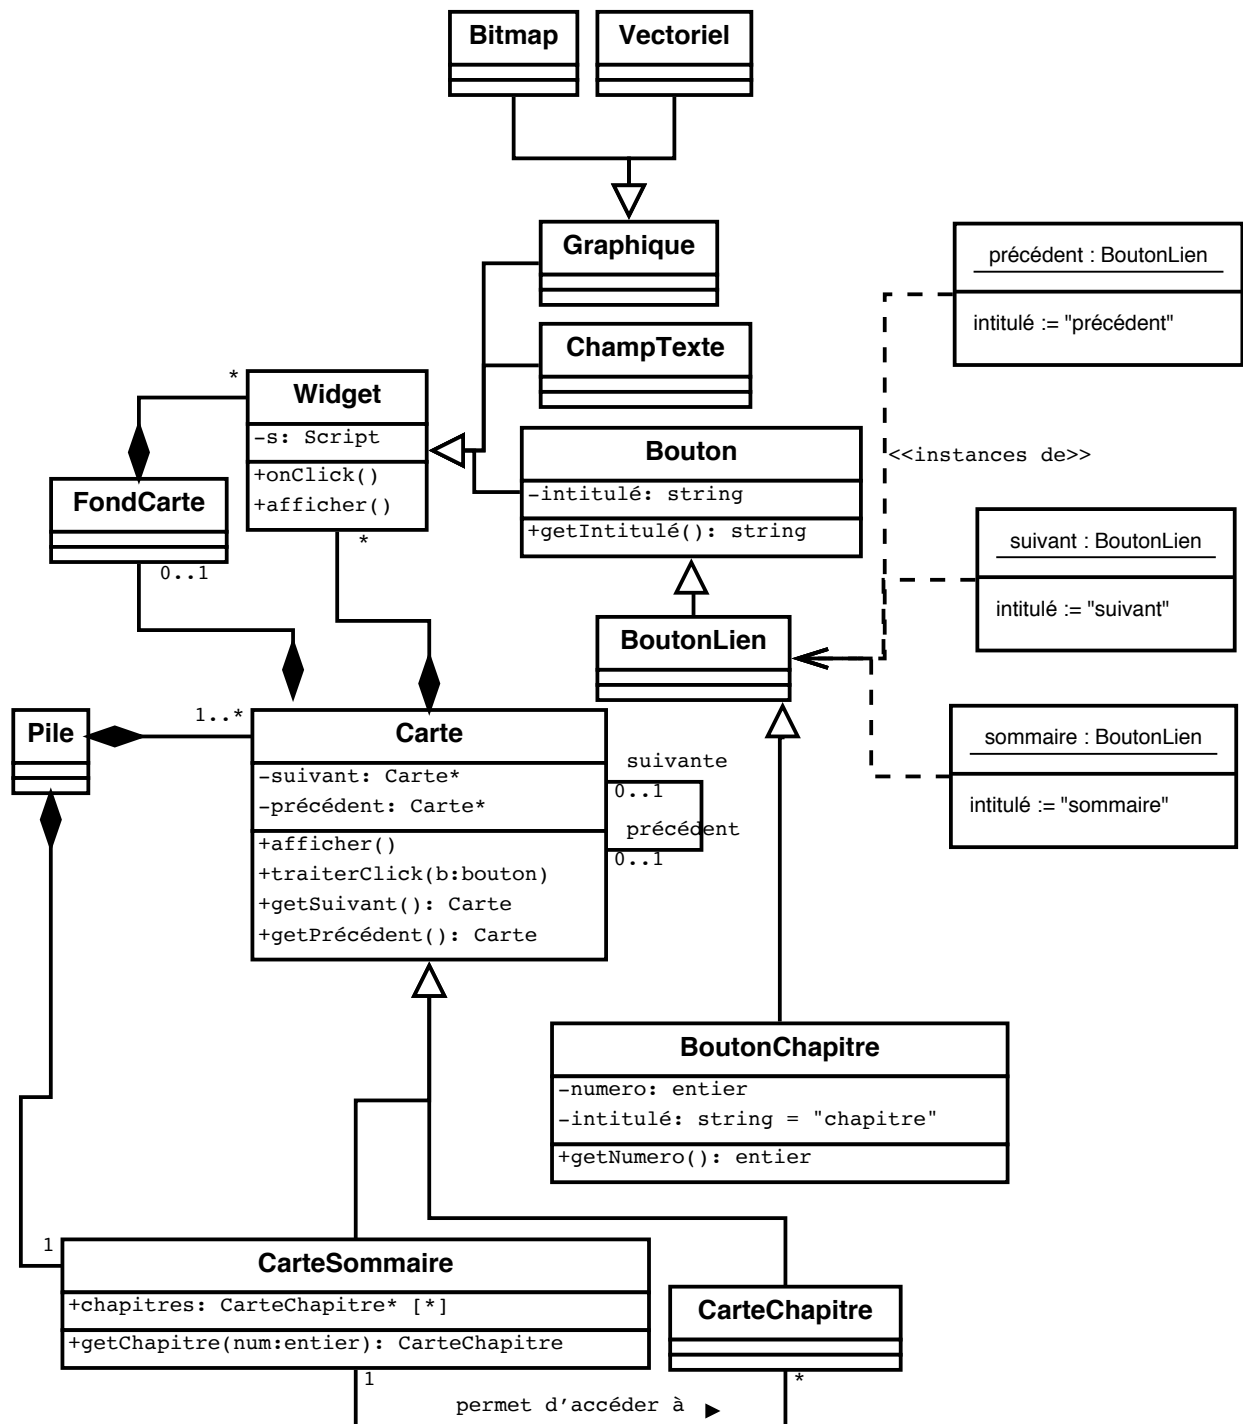 Bitmap
Vectoriel
Graphique
précédent : BoutonLien
intitulé := "précédent"
ChampTexte
*
Widget
-s: Script
+onClick()
+afficher()
*
Bouton
-intitulé: string
+getIntitulé(): string
<<instances de>>
FondCarte
0..1
suivant : BoutonLien
intitulé := "suivant"
BoutonLien
Pile
1..*
Carte
-suivant: Carte*
-précédent: Carte*
+afficher()
+traiterClick(b:bouton)
+getSuivant(): Carte
+getPrécédent(): Carte
suivante
0..1
précédent
0..1
sommaire : BoutonLien
intitulé := "sommaire"
BoutonChapitre
-numero: entier
-intitulé: string = "chapitre"
+getNumero(): entier
1
CarteSommaire
+chapitres: CarteChapitre* [*]
+getChapitre(num:entier): CarteChapitre
CarteChapitre
1
*
permet d'accéder à ►